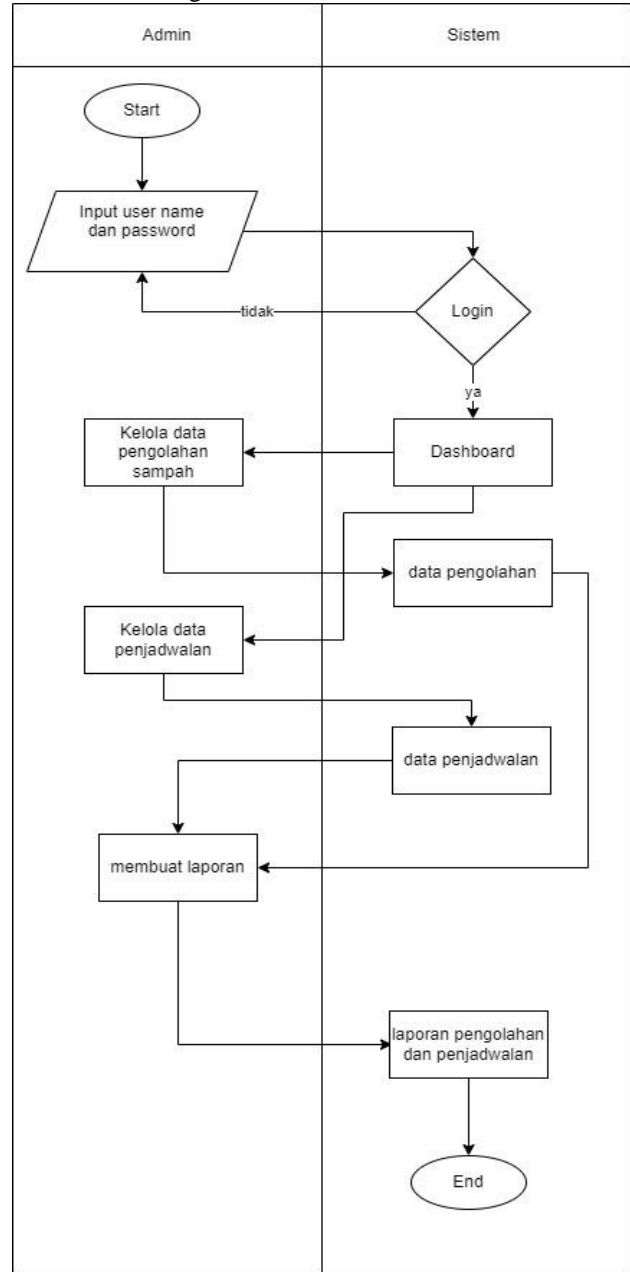 Admin
Sistem
Start
Input user name
dan password
Login
tidak
ya
Kelola data
pengolahan
sampah
Dashboard
data pengolahan
Kelola data
penjadwalan
data penjadwalan
membuat laporan
laporan pengolahan
dan penjadwalan
End